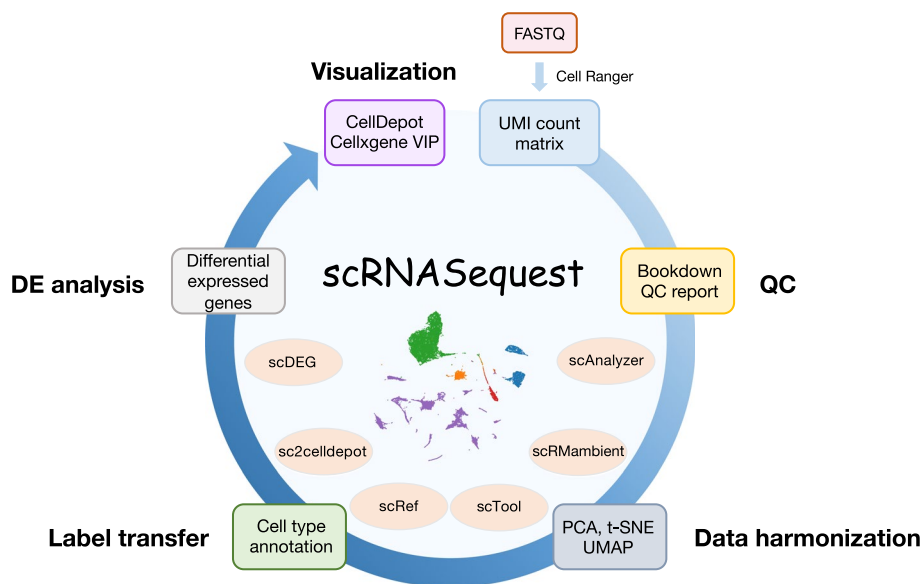 FASTQ
Cell Ranger
Visualization
CellDepot
Cellxgene VIP
UMI count
matrix
DE analysis
Differential
expressed
genes
scRNASequest
Bookdown
QC report
QC
scDEG
scAnalyzer
sc2celldepot
scRMambient
scRef
scTool
Label transfer
Cell type
annotation
PCA, t-SNE
UMAP
Data harmonization